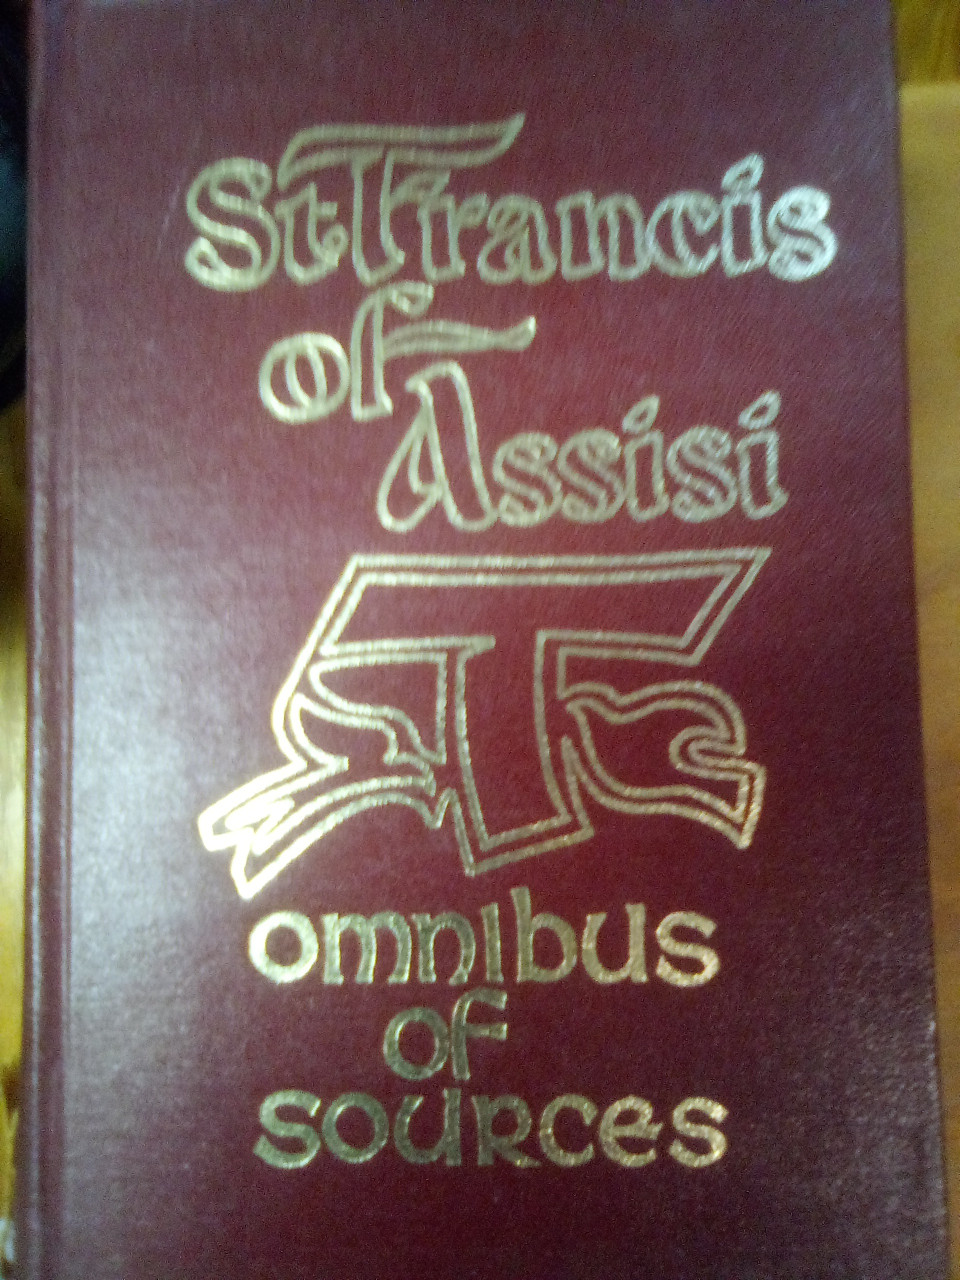 St Francis
of
Assisi
omnibus
of
sources